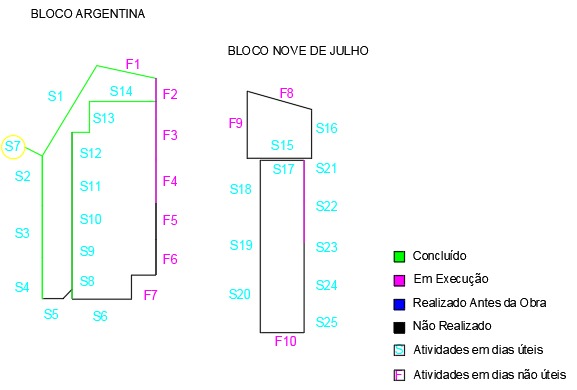 BLOCO ARGENTINA
F1
S1
S14
F2
S13
F3
S7
S12
S2
S11
F4
S10
F5
S3
S9
F6
S8
S4
F7
S5
S6
BLOCO NOVE DE JULHO
F8
F9
S16
S15
S17
S21
S18
S22
S19
S23
S24
S20
S25
F10
Concluído
Em Execução
Realizado Antes da Obra
Não Realizado
S Atividades em dias úteis
F Atividades em dias não úteis